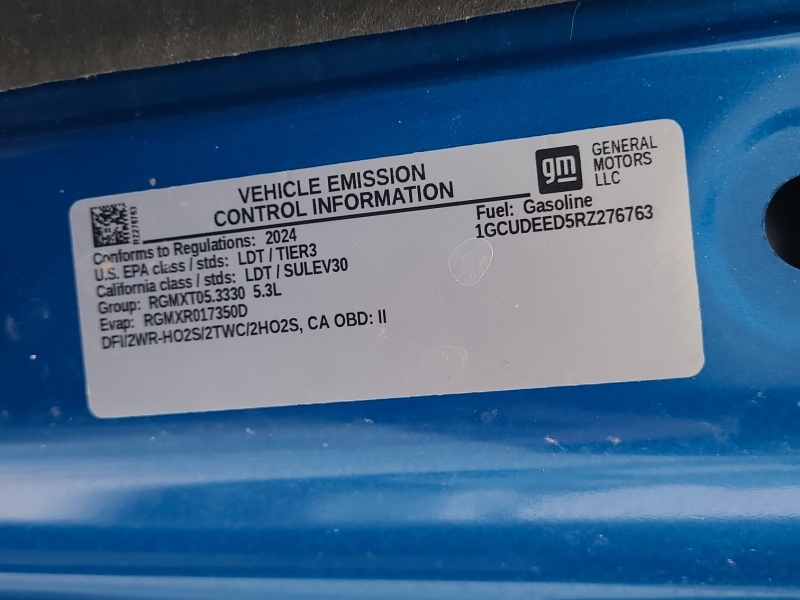 RZ276763
VEHICLE EMISSION
CONTROL INFORMATION
gm
GENERAL
MOTORS
LLC
Conforms to Regulations: 2024
U.S. EPA class / stds: LDT / TIER3
California class / stds: LDT / SULEV30
Group: RGMXT05.3330 5.3L
Evap: RGMXR017350D
DFI/2WR-HO2S/2TWC/2HO2S, CA OBD: II
Fuel: Gasoline
1GCUDEED5RZ276763